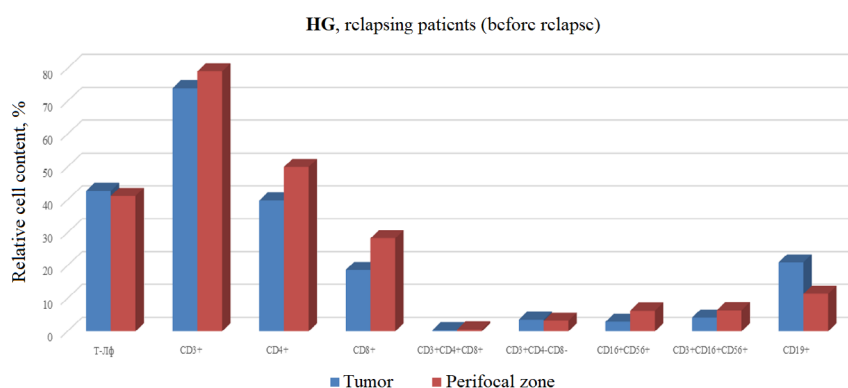 HG, rclapsing paticnts (bcforc rclapsc)
Relative cell content, %
80
70
60
50
40
30
20
10
0
Т-Лф
CD3+
CD4+
CD8+
CD3+CD4+CD8+
CD3+CD4-CD8-
CD16+CD56+
CD3+CD16+CD56+
CD19+
Tumor
Perifocal zone